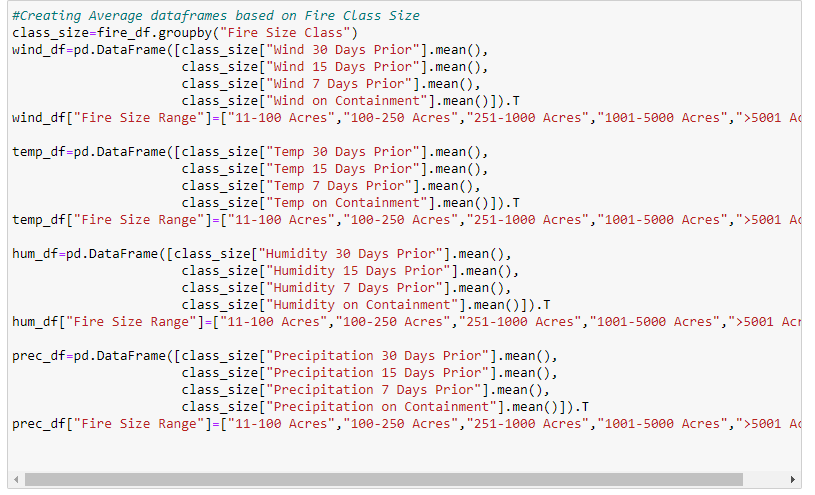 #Creating Average dataframes based on Fire Class Size
class_size=fire_df.groupby("Fire Size Class")
wind_df=pd.DataFrame([class_size["Wind 30 Days Prior"].mean(),
class_size["Wind 15 Days Prior"].mean(),
class_size["Wind 7 Days Prior"].mean(),
class_size["Wind on Containment"].mean()]).T
wind_df["Fire Size Range"]=["11-100 Acres","100-250 Acres","251-1000 Acres","1001-5000 Acres",">5001 Ac
temp_df=pd.DataFrame([class_size["Temp 30 Days Prior"].mean(),
class_size["Temp 15 Days Prior"].mean(),
class_size["Temp 7 Days Prior"].mean(),
class_size["Temp on Containment"].mean()]).T
temp_df["Fire Size Range"]=["11-100 Acres","100-250 Acres","251-1000 Acres","1001-5000 Acres",">5001 Ac
hum_df=pd.DataFrame([class_size["Humidity 30 Days Prior"].mean(),
class_size["Humidity 15 Days Prior"].mean(),
class_size["Humidity 7 Days Prior"].mean(),
class_size["Humidity on Containment"].mean()]).T
hum_df["Fire Size Range"]=["11-100 Acres","100-250 Acres","251-1000 Acres","1001-5000 Acres",">5001 Acr
prec_df=pd.DataFrame([class_size["Precipitation 30 Days Prior"].mean(),
class_size["Precipitation 15 Days Prior"].mean(),
class_size["Precipitation 7 Days Prior"].mean(),
class_size["Precipitation on Containment"].mean()]).T
prec_df["Fire Size Range"]=["11-100 Acres","100-250 Acres","251-1000 Acres","1001-5000 Acres",">5001 Ac